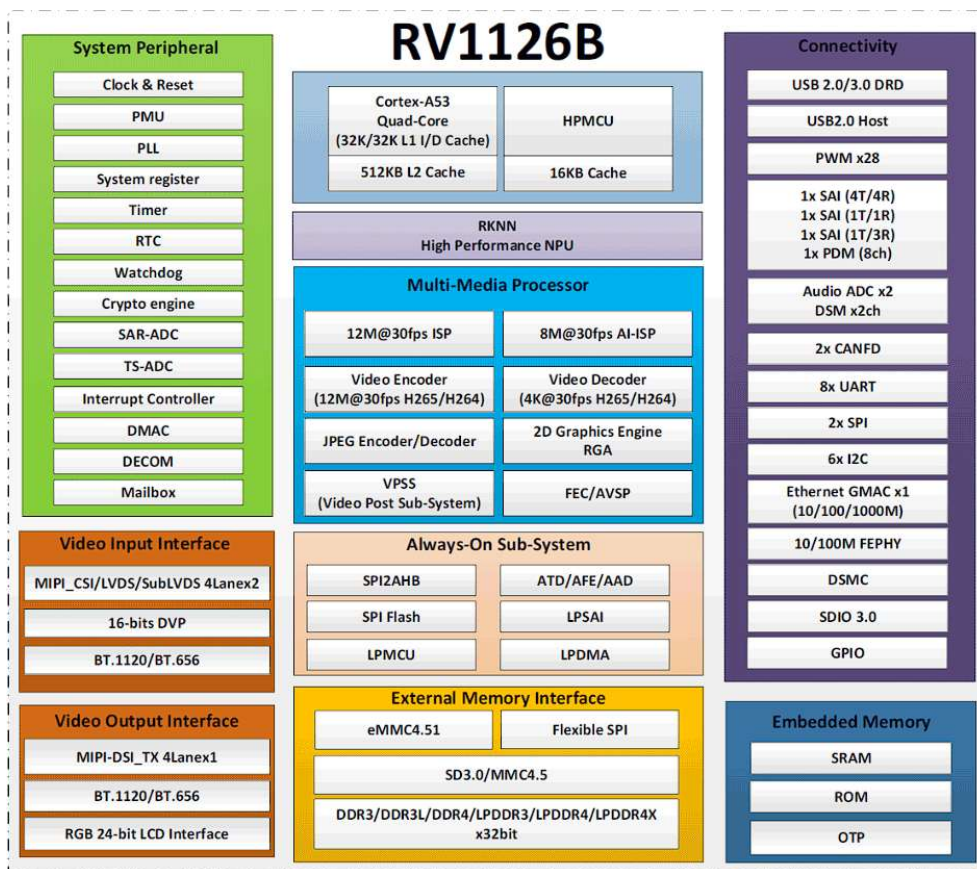 RV1126B
System Peripheral
Clock & Reset
PMU
PLL
System register
Timer
RTC
Watchdog
Crypto engine
SAR-ADC
TS-ADC
Interrupt Controller
DMAC
DECOM
Mailbox
Video Input Interface
MIPI_CSI/LVDS/SubLVDS 4Lanex2
16-bits DVP
BT.1120/BT.656
Video Output Interface
MIPI-DSI_TX 4Lanex1
BT.1120/BT.656
RGB 24-bit LCD Interface
Cortex-A53
Quad-Core
(32K/32K L1 I/D Cache)
512KB L2 Cache
HPMCU
16KB Cache
RKNN
High Performance NPU
Multi-Media Processor
12M@30fps ISP
8M@30fps AI-ISP
Video Encoder
(12M@30fps H265/H264)
Video Decoder
(4K@30fps H265/H264)
JPEG Encoder/Decoder
2D Graphics Engine
RGA
VPSS
(Video Post Sub-System)
FEC/AVSP
Always-On Sub-System
SPI2AHB
ATD/AFE/AAD
SPI Flash
LPSAI
LPMCU
LPDMA
External Memory Interface
eMMC4.51
Flexible SPI
SD3.0/MMC4.5
DDR3/DDR3L/DDR4/LPDDR3/LPDDR4/LPDDR4X
x32bit
Connectivity
USB 2.0/3.0 DRD
USB2.0 Host
PWM x28
1x SAI (4T/4R)
1x SAI (1T/1R)
1x SAI (1T/3R)
1x PDM (8ch)
Audio ADC x2
DSM x2ch
2x CANFD
8x UART
2x SPI
6x I2C
Ethernet GMAC x1
(10/100/1000M)
10/100M FEPHY
DSMC
SDIO 3.0
GPIO
Embedded Memory
SRAM
ROM
OTP